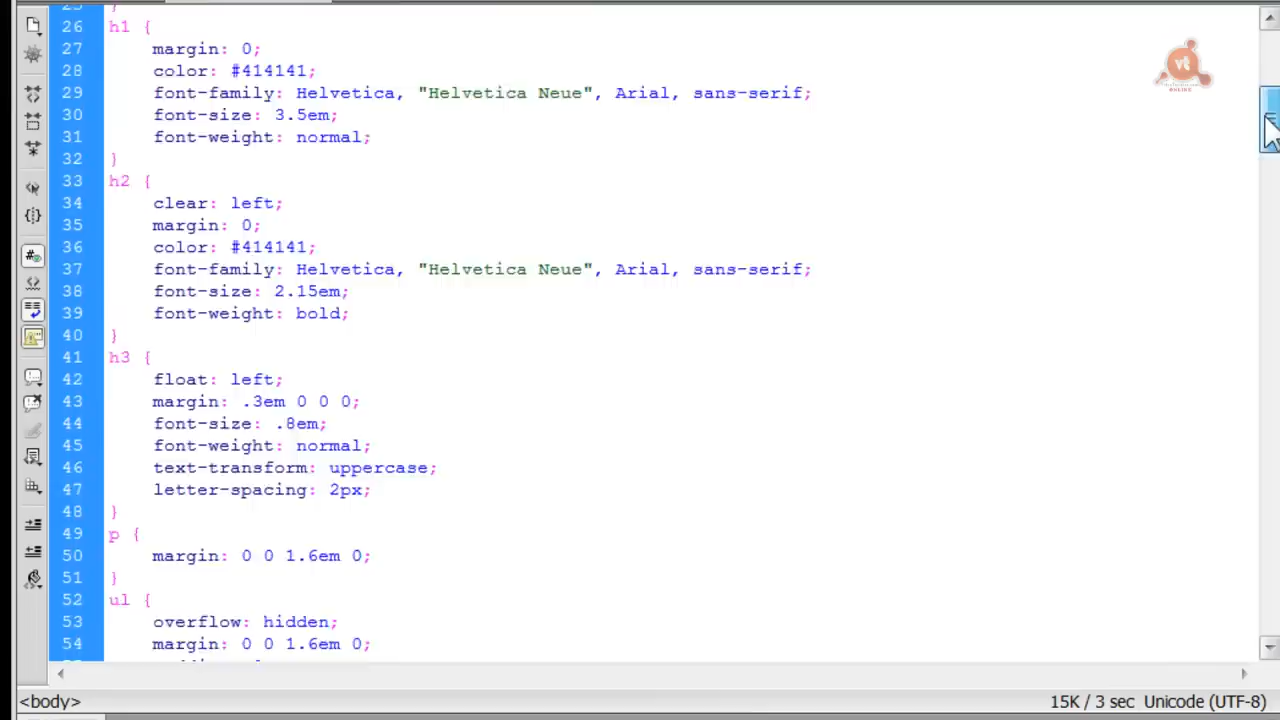 25 }
26 h1 {
27 margin: 0;
28 color: #414141;
29 font-family: Helvetica, "Helvetica Neue", Arial, sans-serif;
30 font-size: 3.5em;
31 font-weight: normal;
32 }
33 h2 {
34 clear: left;
35 margin: 0;
36 color: #414141;
37 font-family: Helvetica, "Helvetica Neue", Arial, sans-serif;
38 font-size: 2.15em;
39 font-weight: bold;
40 }
41 h3 {
42 float: left;
43 margin: .3em 0 0 0;
44 font-size: .8em;
45 font-weight: normal;
46 text-transform: uppercase;
47 letter-spacing: 2px;
48 }
49 p {
50 margin: 0 0 1.6em 0;
51 }
52 ul {
53 overflow: hidden;
54 margin: 0 0 1.6em 0;
vt
ONLINE
<body>
15K / 3 sec Unicode (UTF-8)